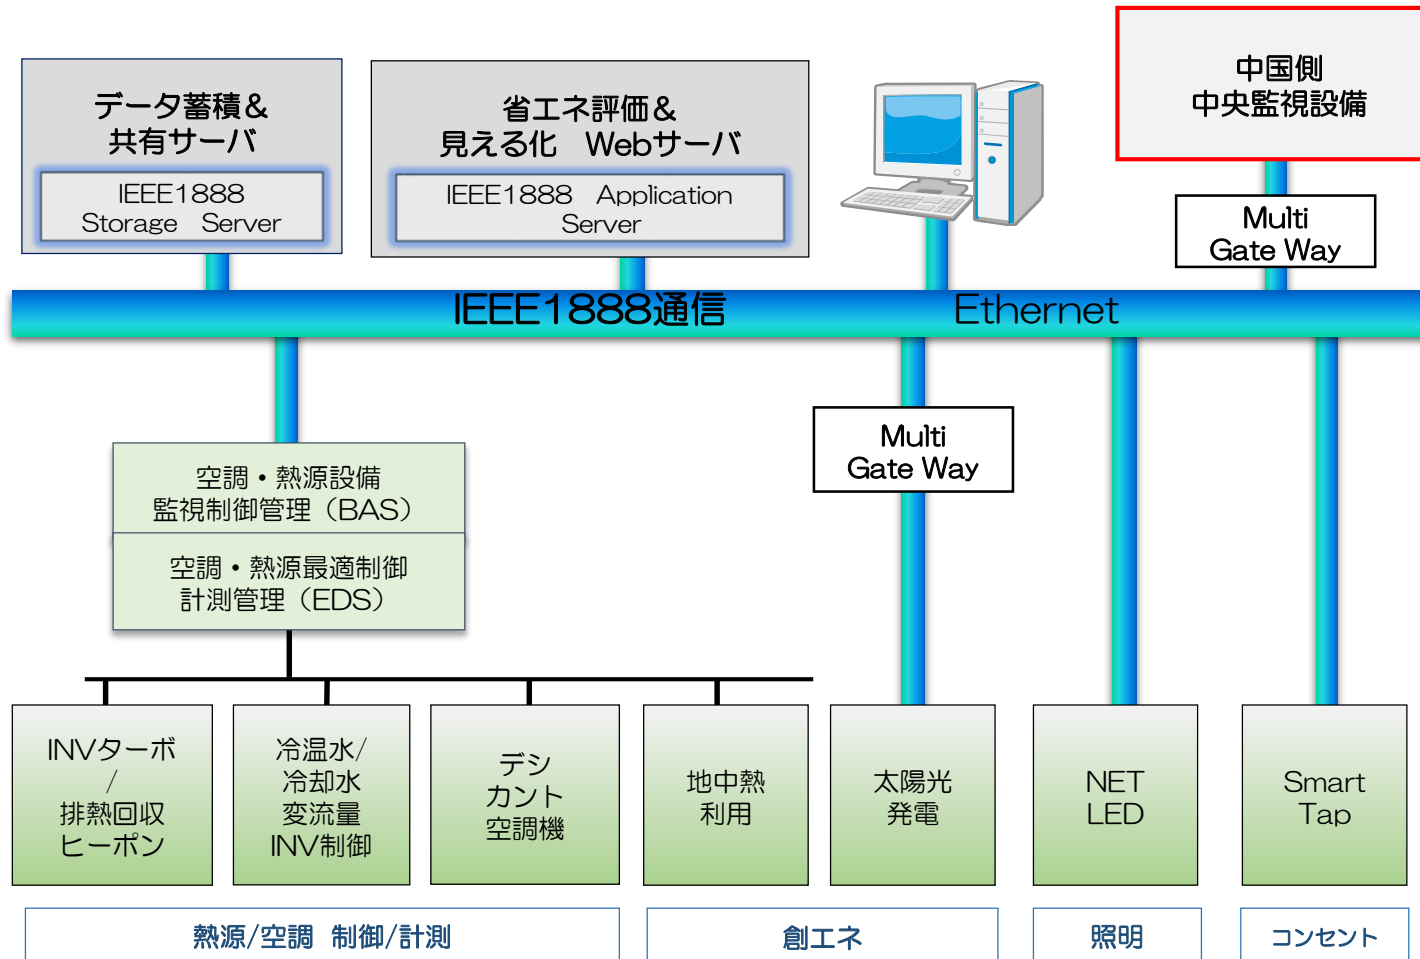 データ蓄積&
共有サーバ
IEEE1888
Storage Server
省エネ評価&
見える化 Webサーバ
IEEE1888 Application
Server
中国側
中央監視設備
Multi
Gate Way
IEEE1888通信 Ethernet
Multi
Gate Way
空調・熱源設備
監視制御管理（BAS）
空調・熱源最適制御
計測管理（EDS）
INVターボ
/
排熱回収
ヒーポン
冷温水/
冷却水
変流量
INV制御
デシ
カント
空調機
地中熱
利用
太陽光
発電
NET
LED
Smart
Tap
熱源/空調 制御/計測
創エネ
照明
コンセント